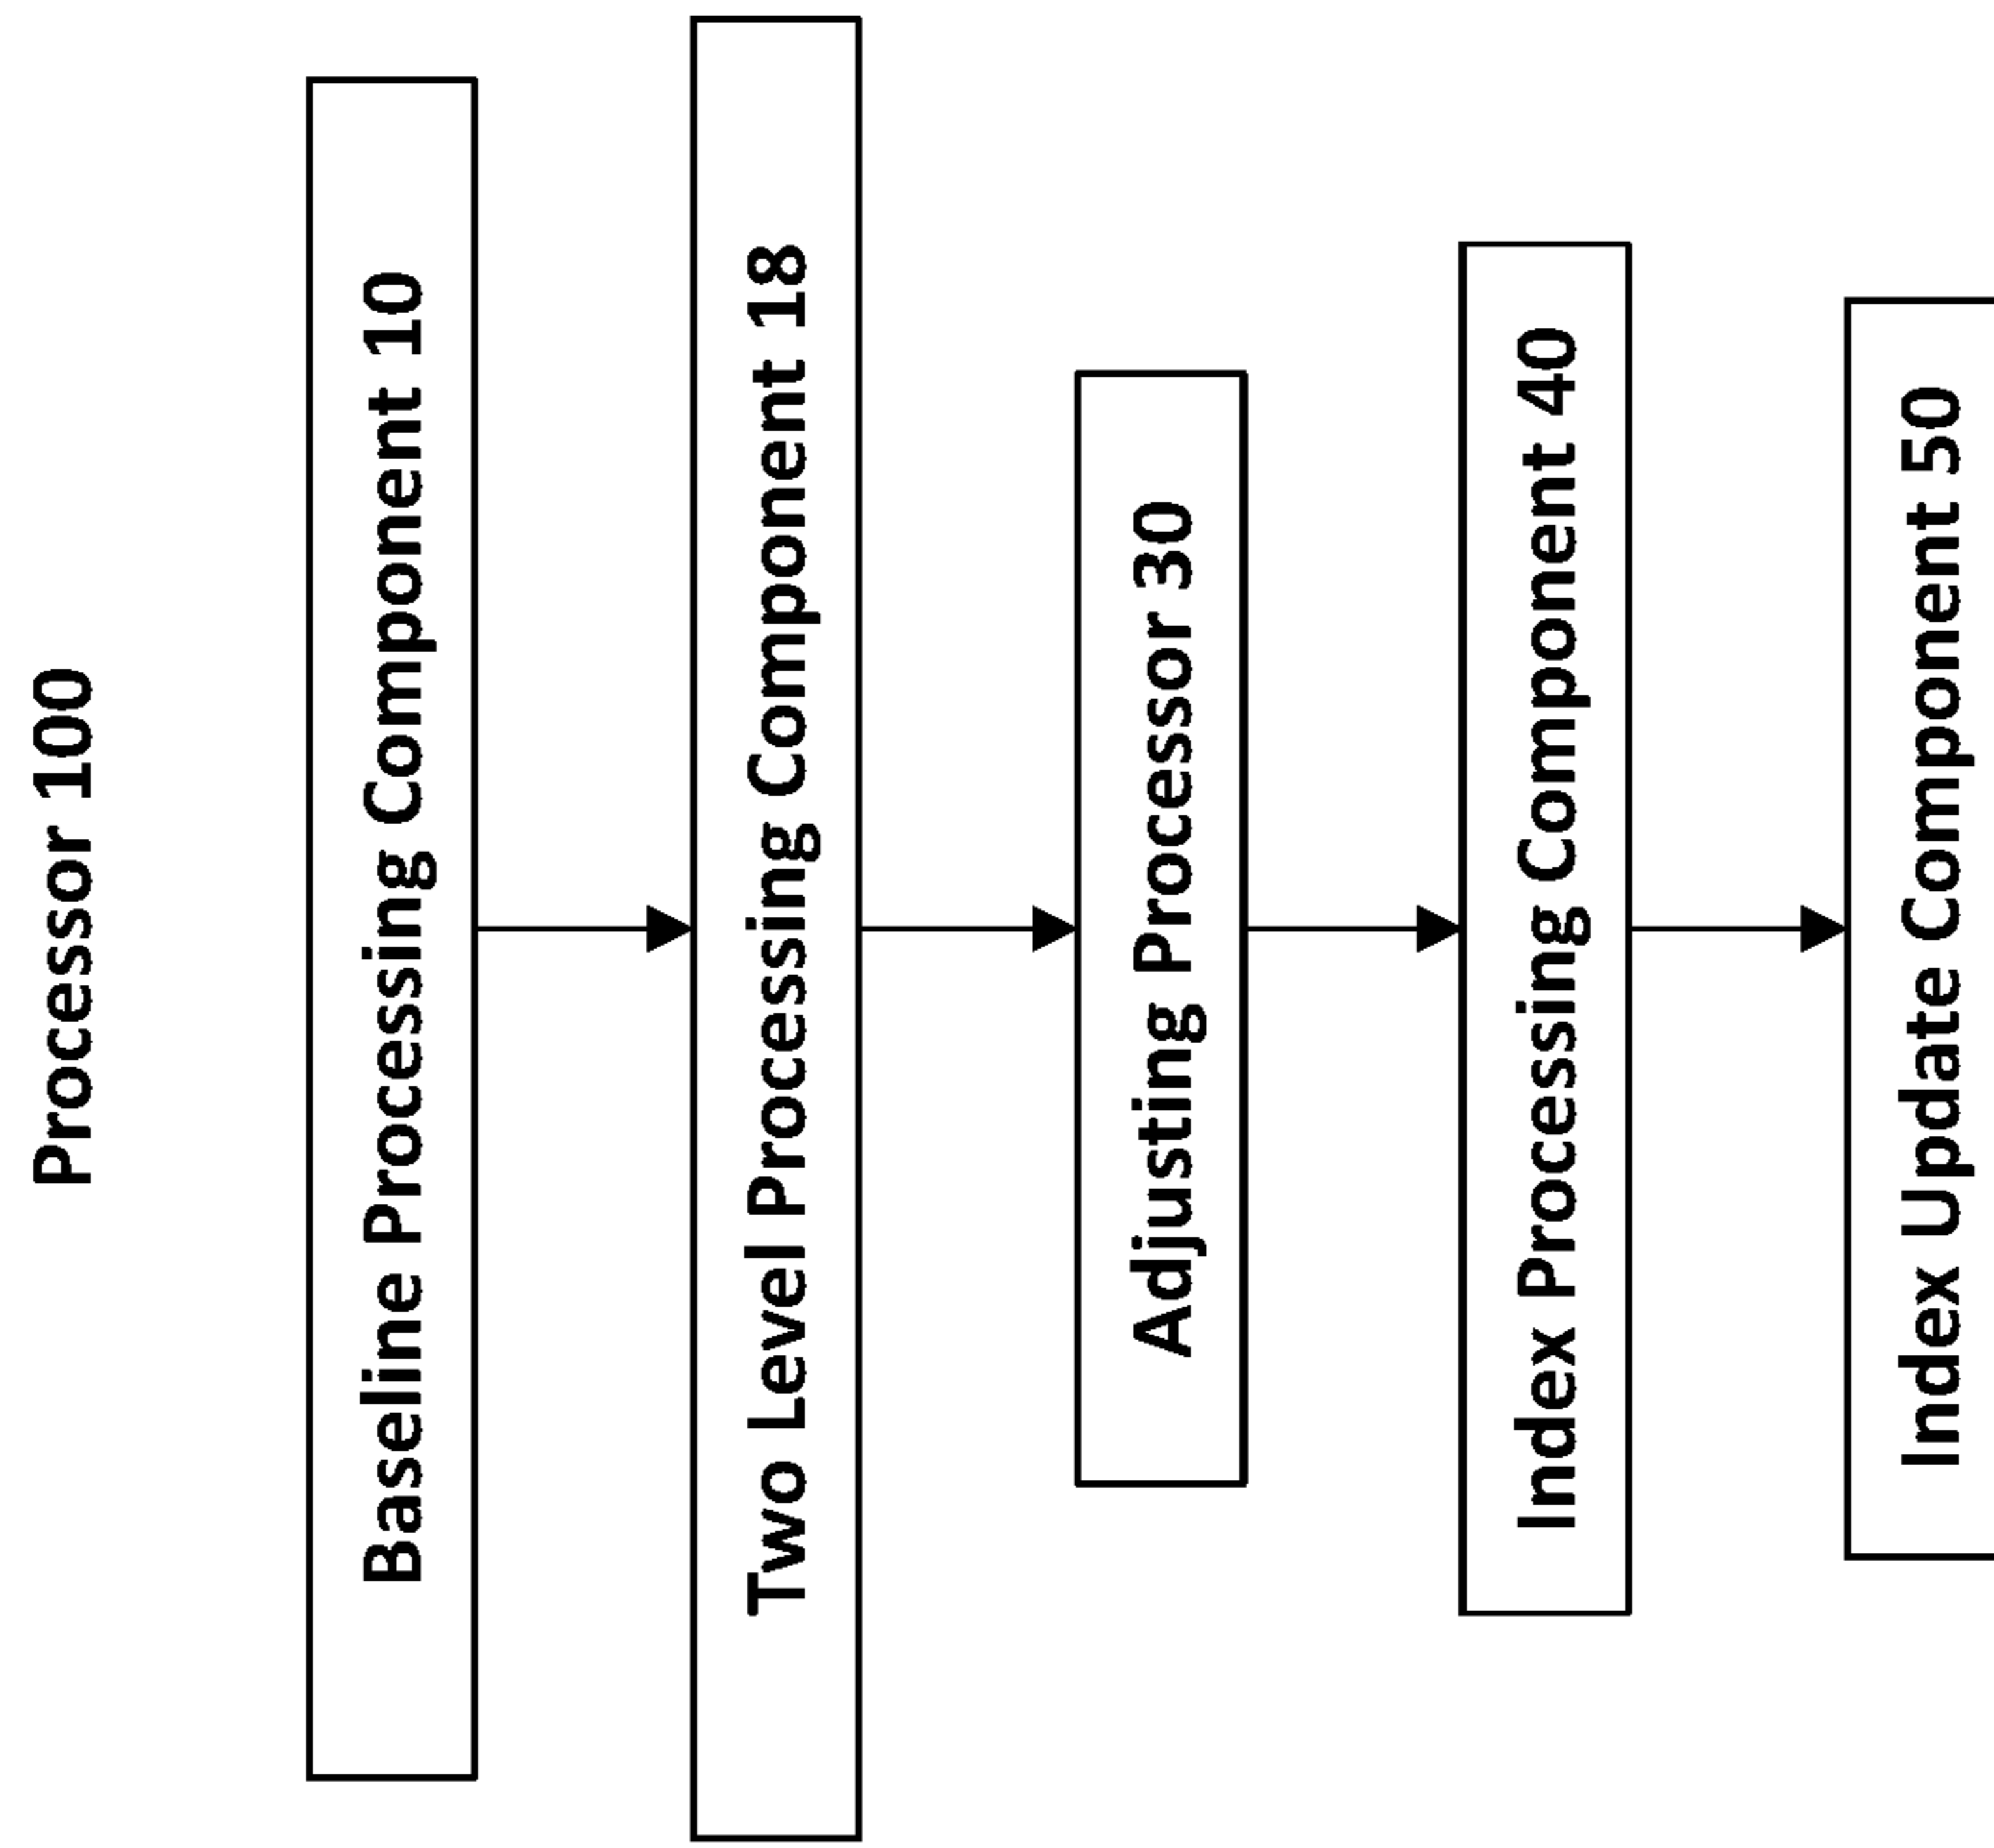 Processor 100
Baseline Processing Component 10
Two Level Processing Component 18
Adjusting Processor 30
Index Processing Component 40
Index Update Component 50